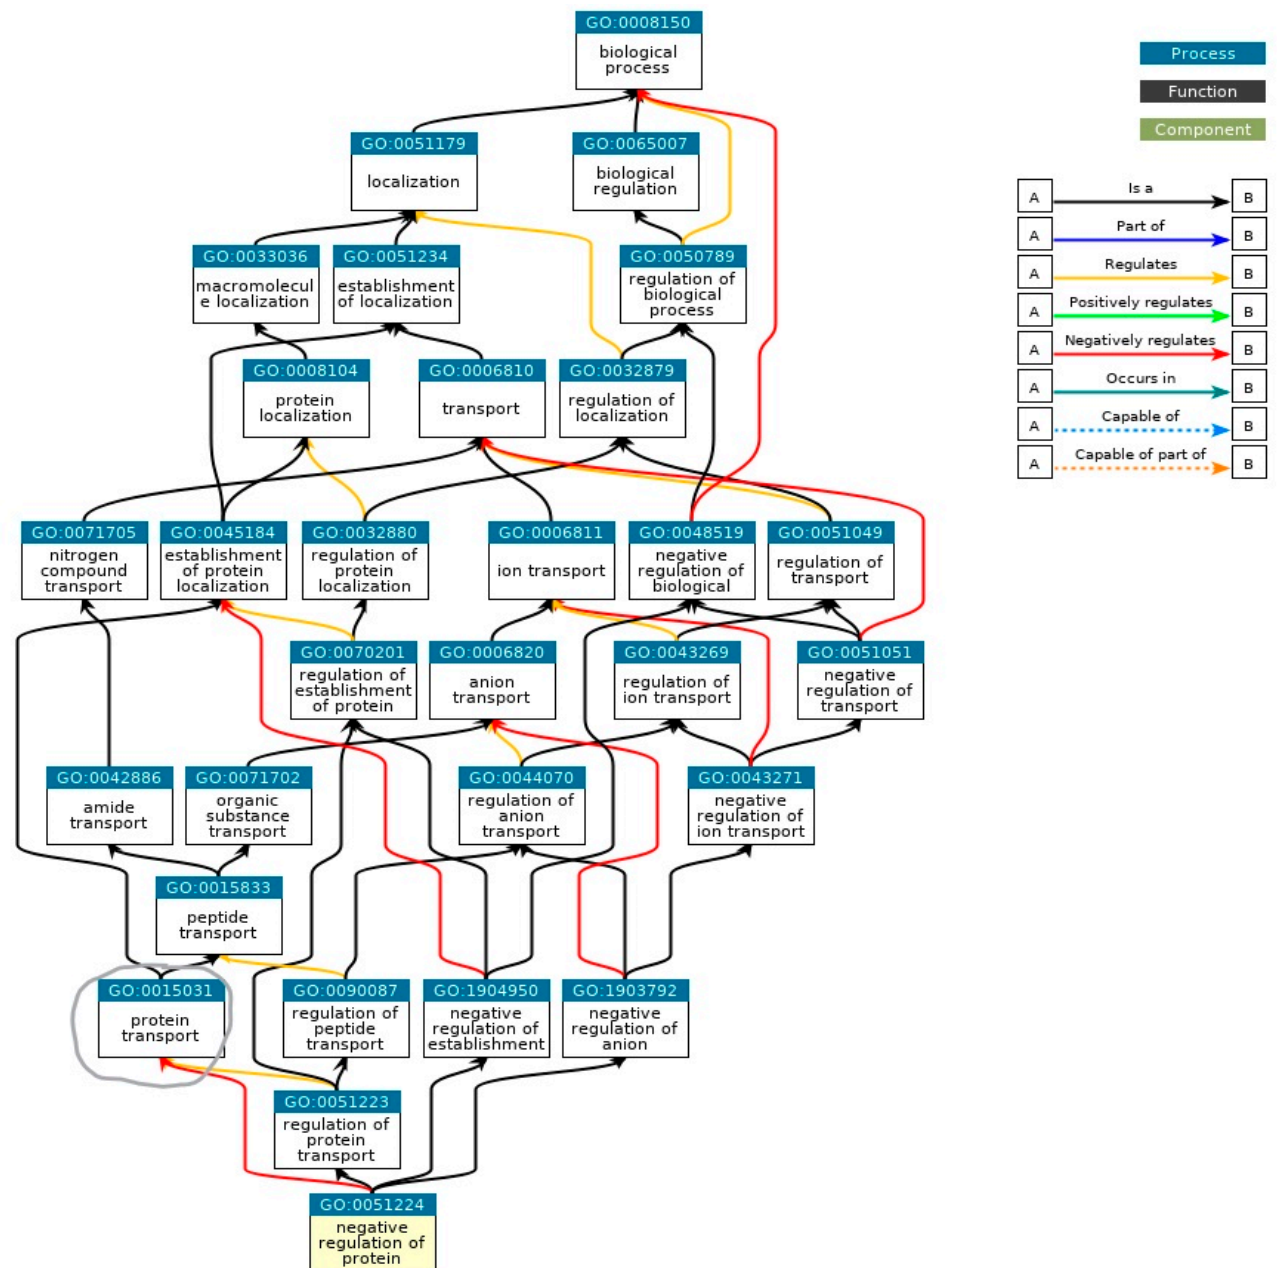 GO:0008150
biological
process
Process
Function
Component
GO:0051179
localization
GO:0065007
biological
regulation
A
Is a
B
A
Part of
B
A
Regulates
B
A
Positively regulates
B
A
Negatively regulates
B
A
Occurs in
B
A
Capable of
B
A
Capable of part of
B
GO:0033036
macromolecul
e localization
GO:0051234
establishment
of localization
GO:0050789
regulation of
biological
process
GO:0008104
protein
localization
GO:0006810
transport
GO:0032879
regulation of
localization
GO:0071705
nitrogen
compound
transport
GO:0045184
establishment
of protein
localization
GO:0032880
regulation of
protein
localization
GO:0006811
ion transport
GO:0048519
negative
regulation of
biological
GO:0051049
regulation of
transport
GO:0070201
regulation of
establishment
of protein
GO:0006820
anion
transport
GO:0043269
regulation of
ion transport
GO:0051051
negative
regulation of
transport
GO:0042886
amide
transport
GO:0071702
organic
substance
transport
GO:0044070
regulation of
anion
transport
GO:0043271
negative
regulation of
ion transport
GO:0015833
peptide
transport
GO:0015031
protein
transport
GO:0090087
regulation of
peptide
transport
GO:1904950
negative
regulation of
establishment
GO:1903792
negative
regulation of
anion
GO:0051223
regulation of
protein
transport
GO:0051224
negative
regulation of
protein